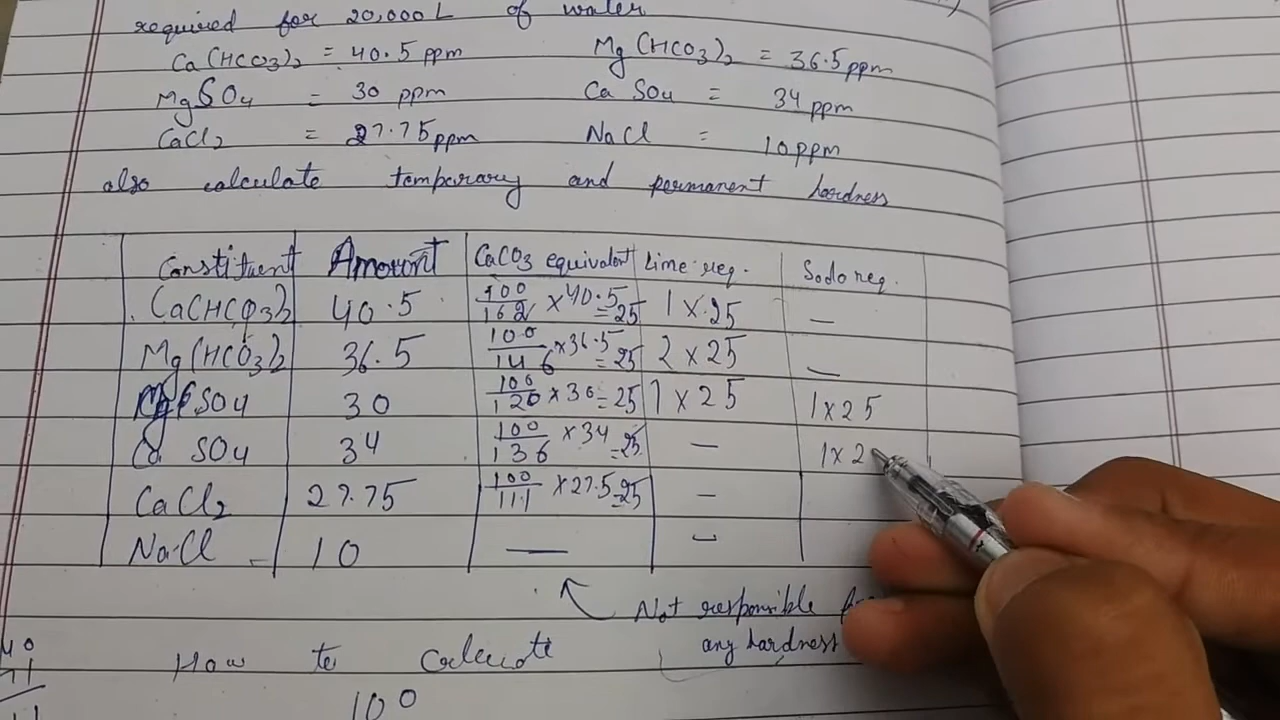 required for 20,000 L of water
Ca(HCO3)2 = 40.5 ppm Mg(HCO3)2 = 36.5 ppm
MgSO4 = 30 ppm CaSO4 = 34 ppm
CaCl2 = 27.75 ppm NaCl = 10 ppm
also calculate temparary and permanent hardness
Constituent Amount CaCO3 equivalent Lime req. Soda req.
Ca(HCO3)2 40.5 100/162 × 40.5 = 25 1 × 25 —
Mg(HCO3)2 36.5 100/146 × 36.5 = 25 2 × 25 —
MgSO4 30 100/120 × 30 = 25 1 × 25 1 × 25
Ca SO4 34 100/136 × 34 = 25 — 1 × 2
CaCl2 27.75 100/111 × 27.5 = 25 —
NaCl 10 — —
Not responsible
any hardness
How to Calculate
100